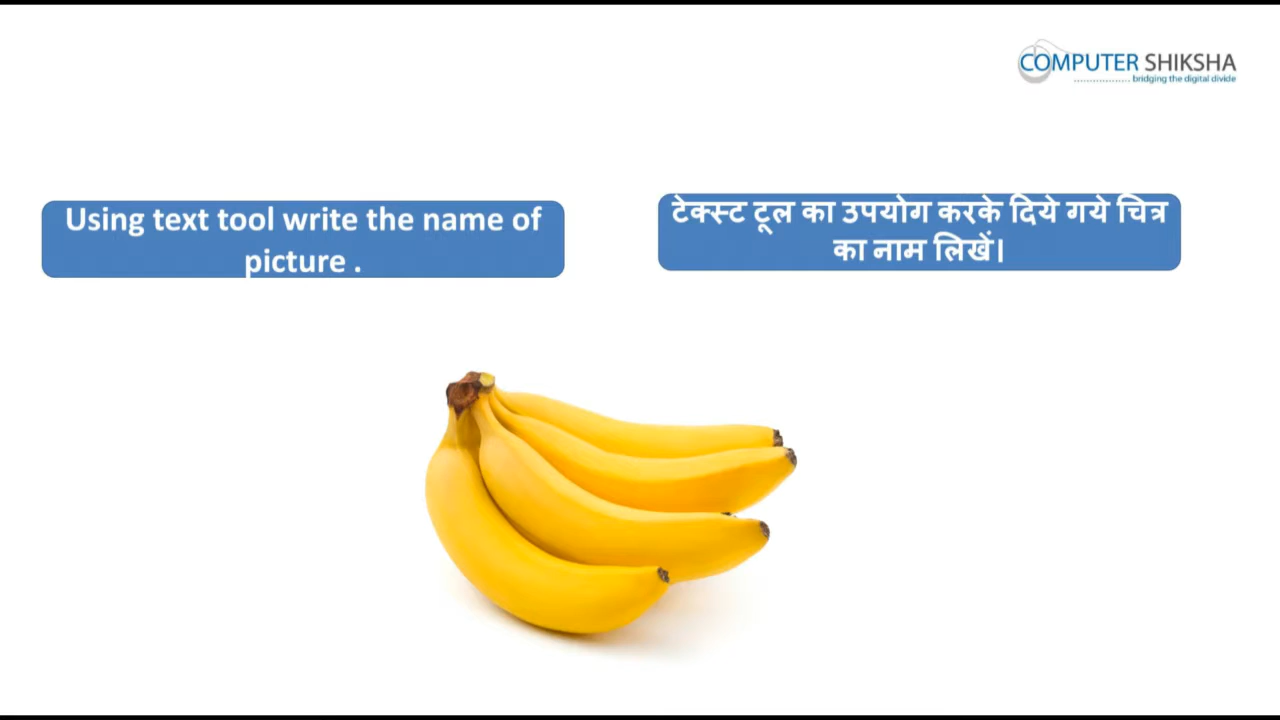 COMPUTER SHIKSHA
bridging the digital divide
Using text tool write the name of
picture .
टेक्स्ट टूल का उपयोग करके दिये गये चित्र
का नाम लिखें।